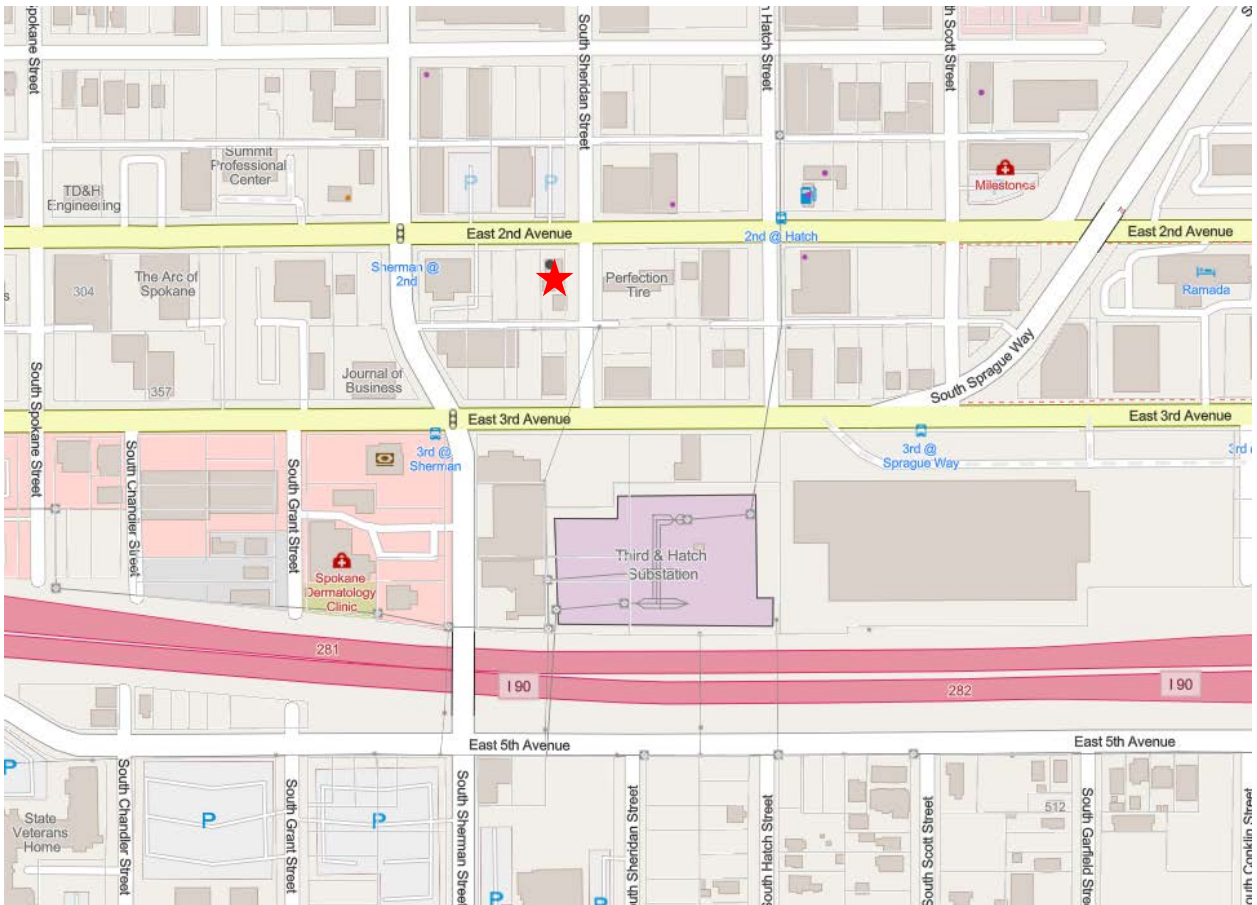 Spokane Street
South Sheridan Street
Hatch Street
Scott Street
Summit
Professional
Center
TD&H
Engineering
P
P
Milestones
East 2nd Avenue
2nd @ Hatch
East 2nd Avenue
Sherman @
2nd
The Arc of
Spokane
304
Perfection
Tire
Ramada
s
South Sprague Way
Journal of
Business
357
South Spokane Street
East 3rd Avenue
East 3rd Avenue
3rd @
Sherman
3rd @
Sprague Way
3rd
South Chandler Street
South Grant Street
Third & Hatch
Substation
Spokane
Dermatology
Clinic
281
I 90
282
I 90
East 5th Avenue
East 5th Avenue
P
South Chandler Street
P
South Grant Street
P
South Sherman Street
P
P
South Sheridan Street
South Hatch Street
South Scott Street
512
South Garfield Street
South Conklin Street
State
Veterans
Home